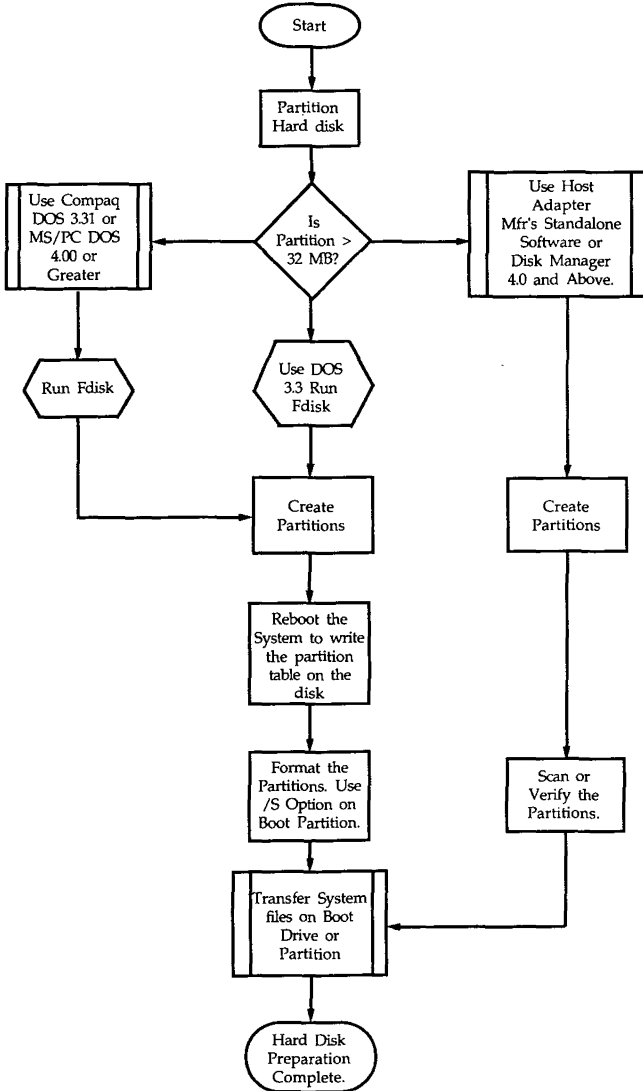 Start
Partition
Hard disk
Is
Partition >
32 MB?
Use Compaq
DOS 3.31 or
MS/PC DOS
4.00 or
Greater
Use Host
Adapter
Mfr's Standalone
Software or
Disk Manager
4.0 and Above.
Run Fdisk
Use DOS
3.3 Run
Fdisk
Create
Partitions
Create
Partitions
Reboot the
System to write
the partition
table on the
disk
Format the
Partitions. Use
/S Option on
Boot Partition.
Scan or
Verify the
Partitions.
Transfer System
files on Boot
Drive or
Partition
Hard Disk
Preparation
Complete.